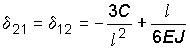 δ₂₁ = δ₁₂ = − 3C / l² + l / 6EJ